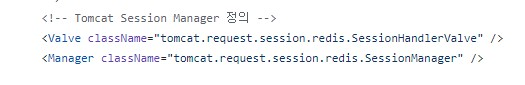 <!-- Tomcat Session Manager 정의 -->
<Valve className="tomcat.request.session.redis.SessionHandlerValve" />
<Manager className="tomcat.request.session.redis.SessionManager" />